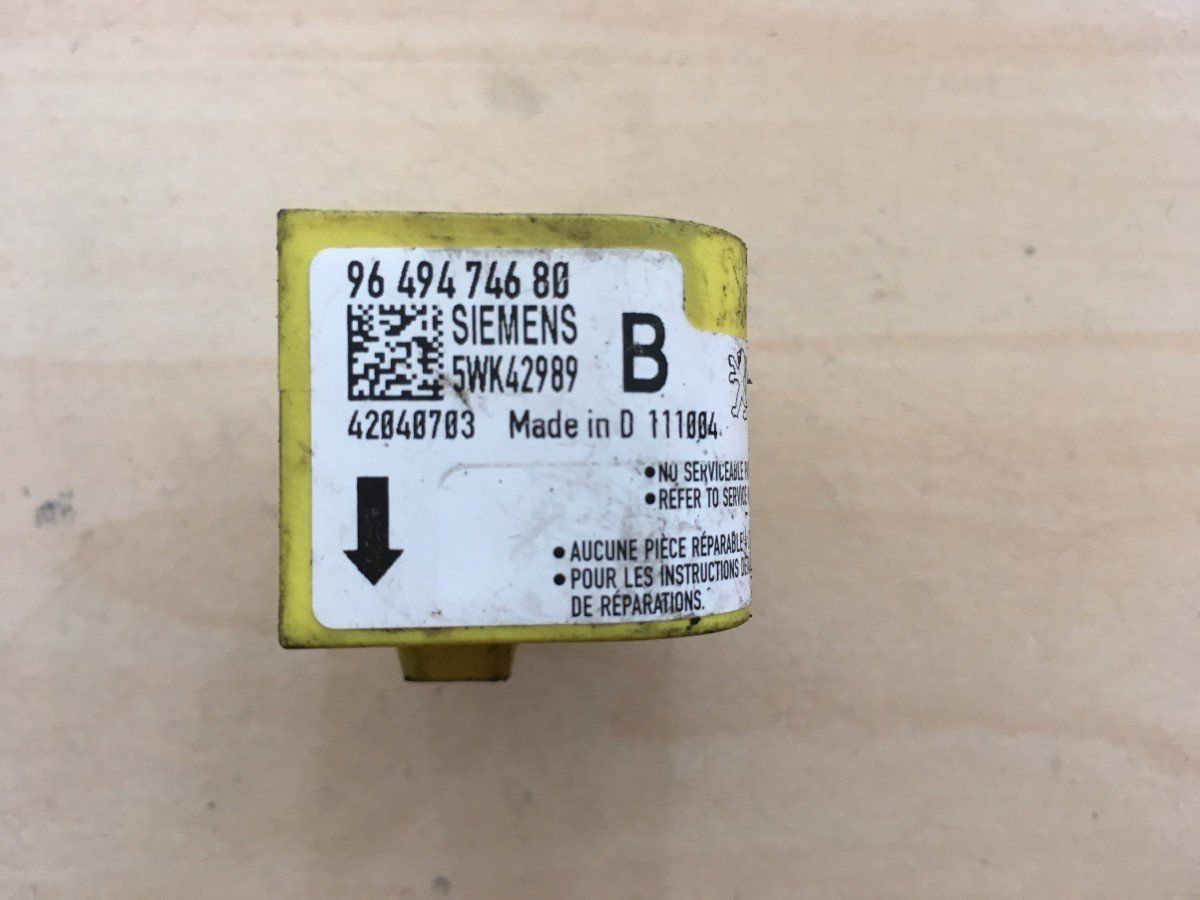 96 494 746 80
SIEMENS
5WK42989
B
42040703 Made in D 111004
• NO SERVICEABLE
• REFER TO SERVICE
• AUCUNE PIÈCE RÉPARABLE
• POUR LES INSTRUCTIONS
DE RÉPARATIONS.